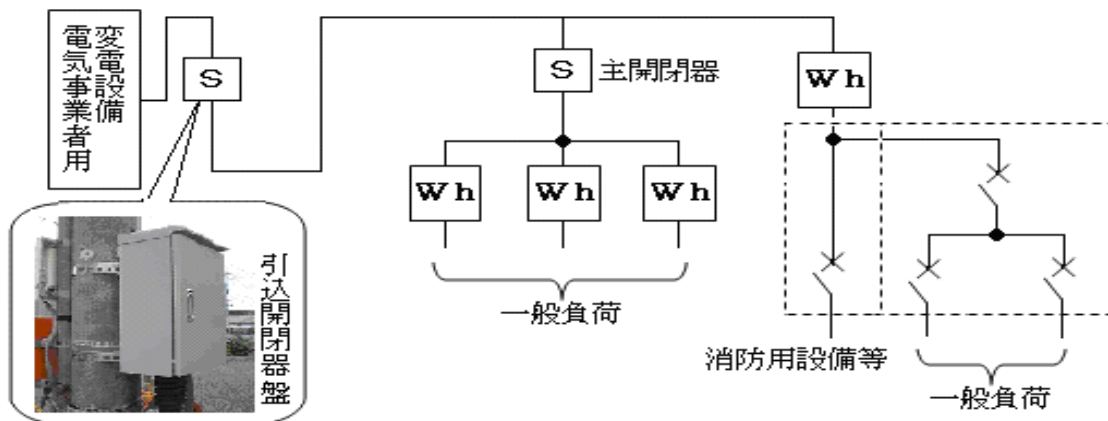 電気事業者用
変電設備
S
S
主開閉器
Wh
Wh
Wh
Wh
一般負荷
消防用設備等
一般負荷
引込開閉器盤